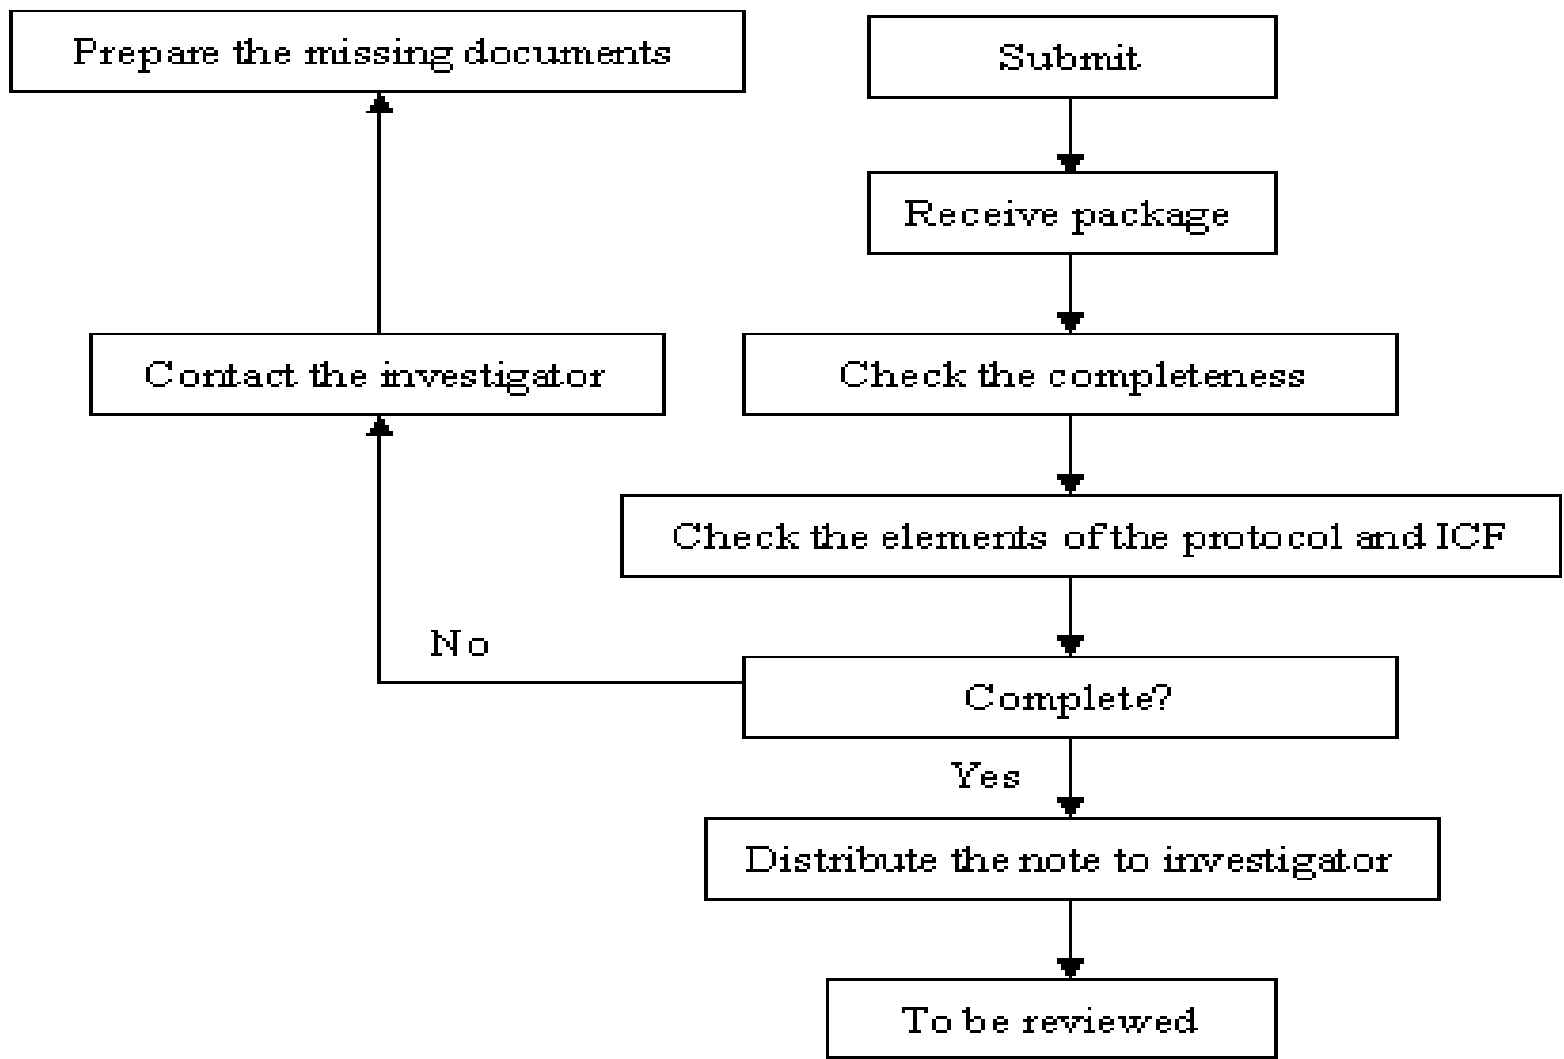 Prepare the missing documents
Submit
Receive package
Contact the investigator
Check the completeness
Check the elements of the protocol and ICF
No
Complete?
Yes
Distribute the note to investigator
To be reviewed